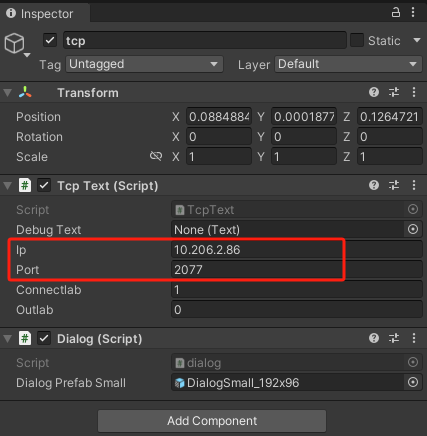 Inspector
tcp Static
Tag Untagged Layer Default
Transform
Position X 0.0884884 Y 0.0001877 Z 0.1264721
Rotation X 0 Y 0 Z 0
Scale X 1 Y 1 Z 1
Tcp Text (Script)
Script TcpText
Debug Text None (Text)
Ip 10.206.2.86
Port 2077
Connectlab 1
Outlab 0
Dialog (Script)
Script dialog
Dialog Prefab Small DialogSmall_192x96
Add Component